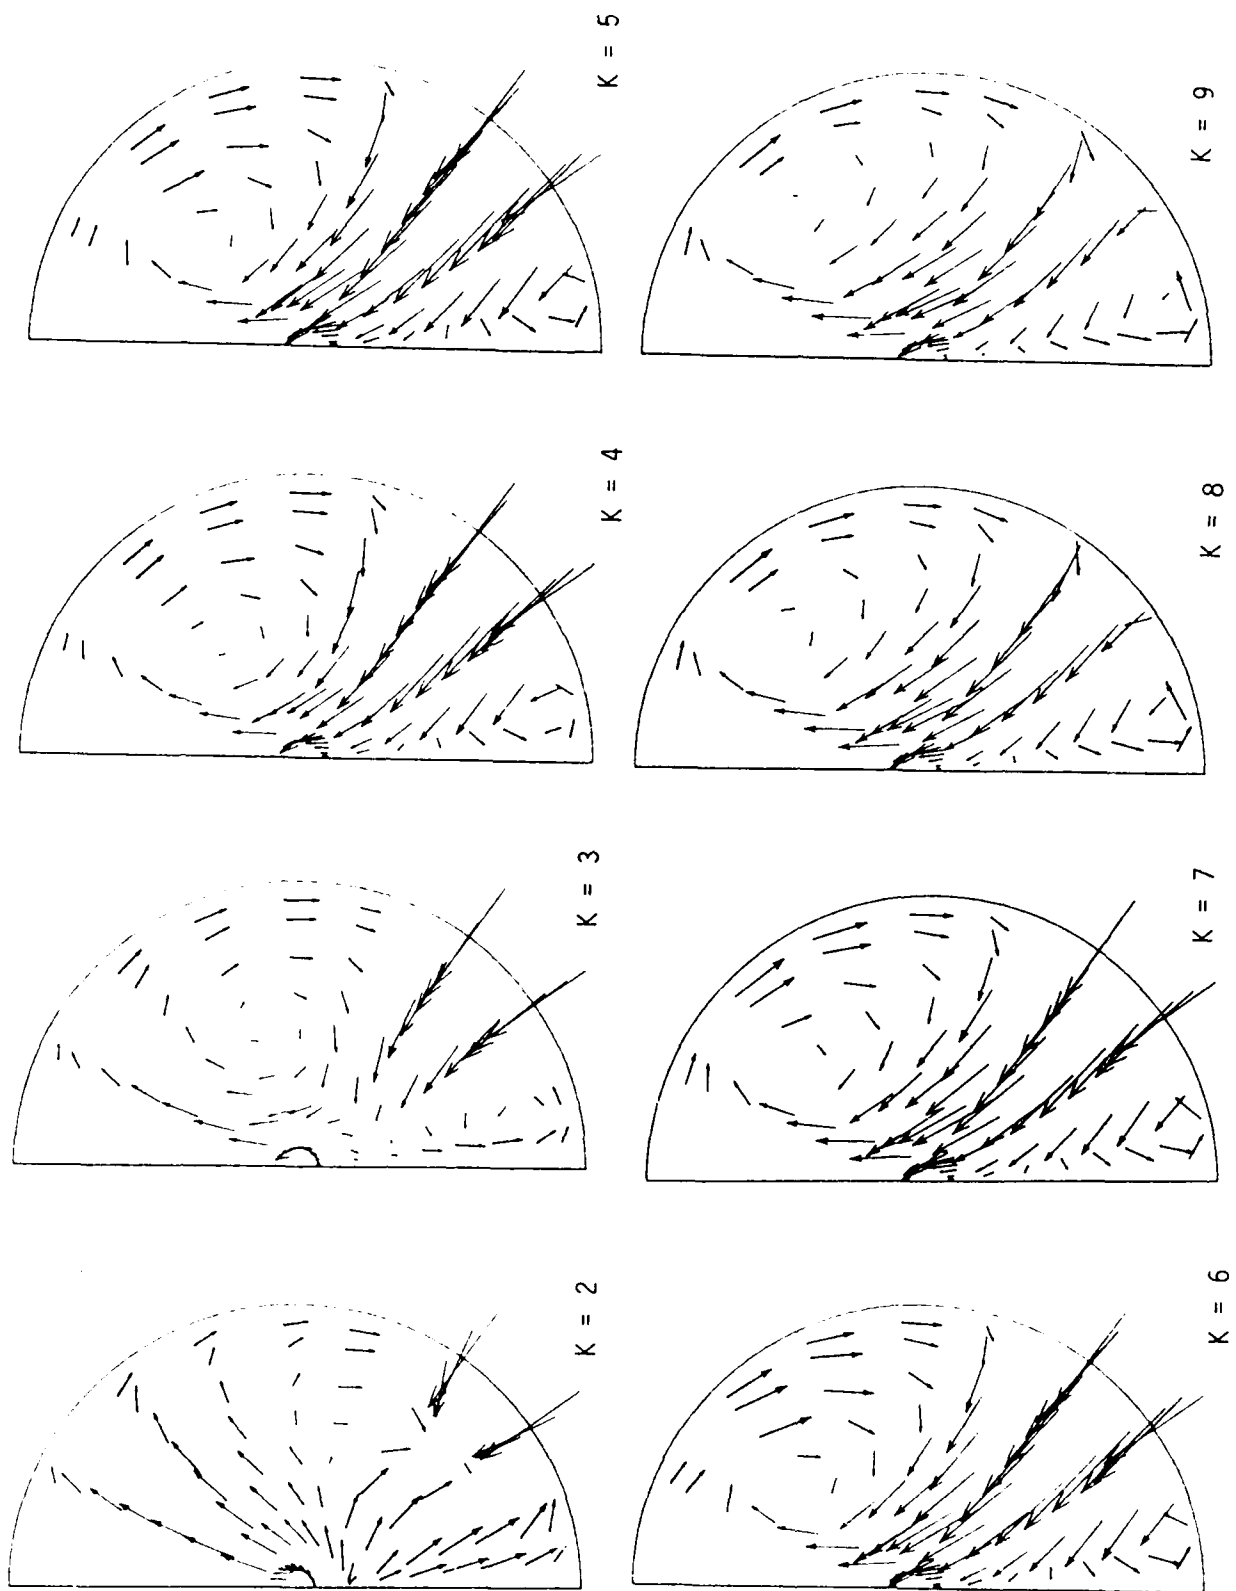 K = 2
K = 3
K = 4
K = 5
K = 6
K = 7
K = 8
K = 9